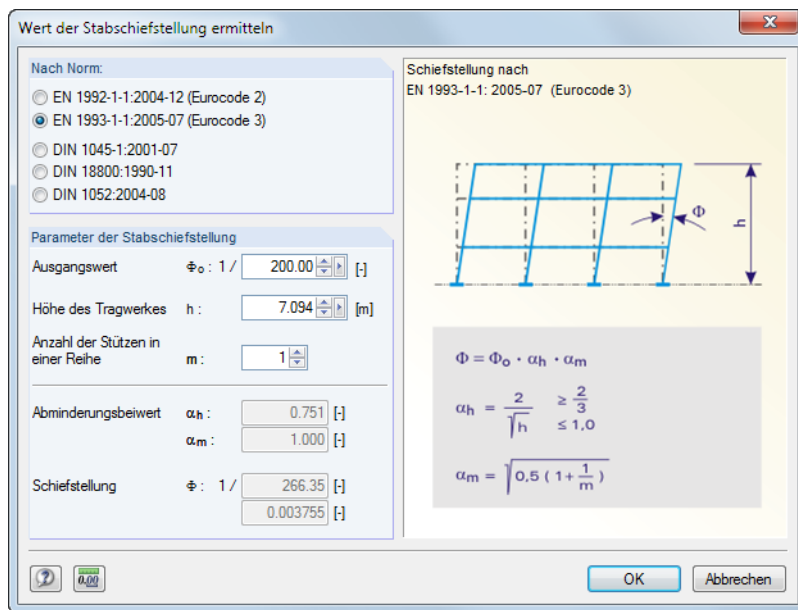 Wert der Stabschiefstellung ermitteln
Nach Norm:
EN 1992-1-1:2004-12 (Eurocode 2)
EN 1993-1-1:2005-07 (Eurocode 3)
DIN 1045-1:2001-07
DIN 18800:1990-11
DIN 1052:2004-08
Parameter der Stabschiefstellung
Ausgangswert Φo : 1 / 200.00 [-]
Höhe des Tragwerkes h : 7.094 [m]
Anzahl der Stützen in
einer Reihe m : 1
Abminderungsbeiwert αh : 0.751 [-]
αm : 1.000 [-]
Schiefstellung Φ : 1 / 266.35 [-]
0.003755 [-]
Schiefstellung nach
EN 1993-1-1: 2005-07 (Eurocode 3)
Φ
h
Φ = Φo · αh · αm
αh = 2/√h ≥ 2/3 ≤ 1,0
αm = √0,5 ( 1+ 1/m )
0.00
OK
Abbrechen